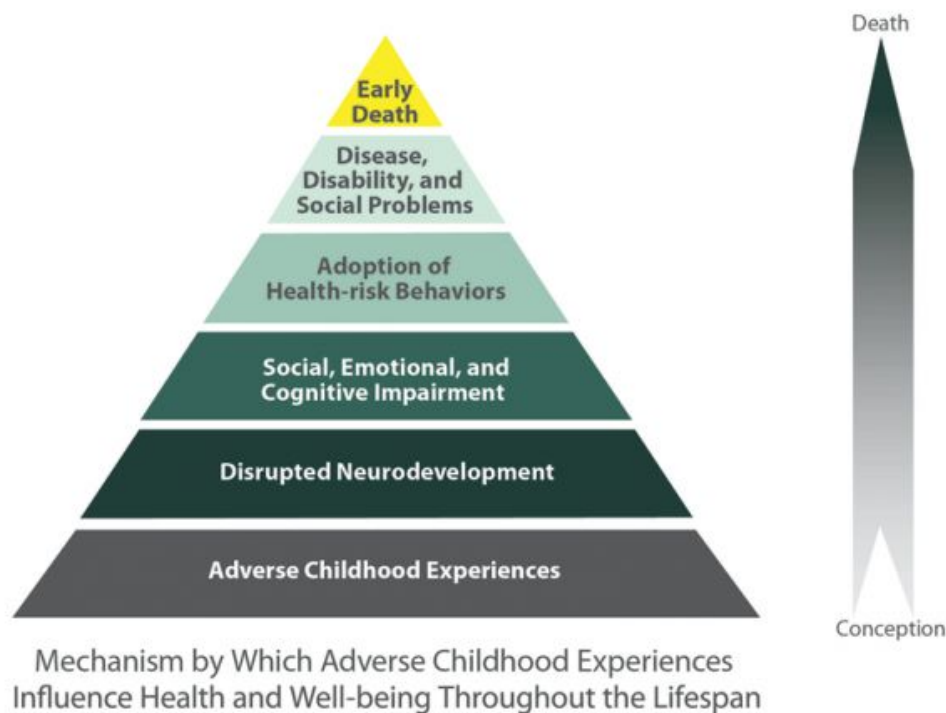 Death
Early
Death
Disease,
Disability, and
Social Problems
Adoption of
Health-risk Behaviors
Social, Emotional, and
Cognitive Impairment
Disrupted Neurodevelopment
Adverse Childhood Experiences
Conception
Mechanism by Which Adverse Childhood Experiences
Influence Health and Well-being Throughout the Lifespan